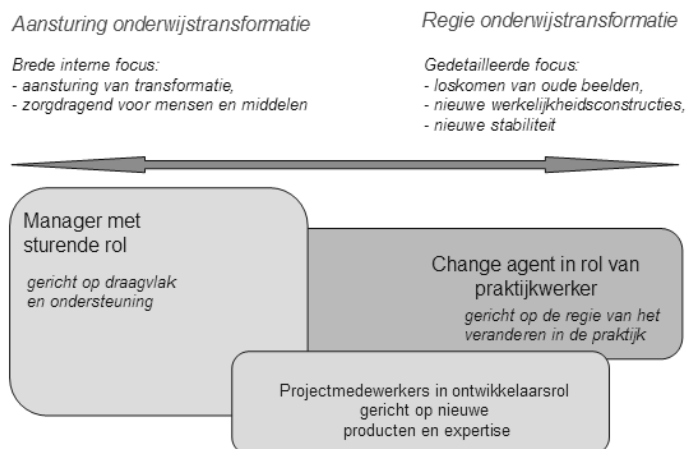 Aansturing onderwijstransformatie
Brede interne focus:
- aansturing van transformatie,
- zorgdragend voor mensen en middelen
Regie onderwijstransformatie
Gedetailleerde focus:
- loskomen van oude beelden,
- nieuwe werkelijkheidsconstructies,
- nieuwe stabiliteit
Manager met
sturende rol
gericht op draagvlak
en ondersteuning
Change agent in rol van
praktijkwerker
gericht op de regie van het
veranderen in de praktijk
Projectmedewerkers in ontwikkelaarsrol
gericht op nieuwe
producten en expertise